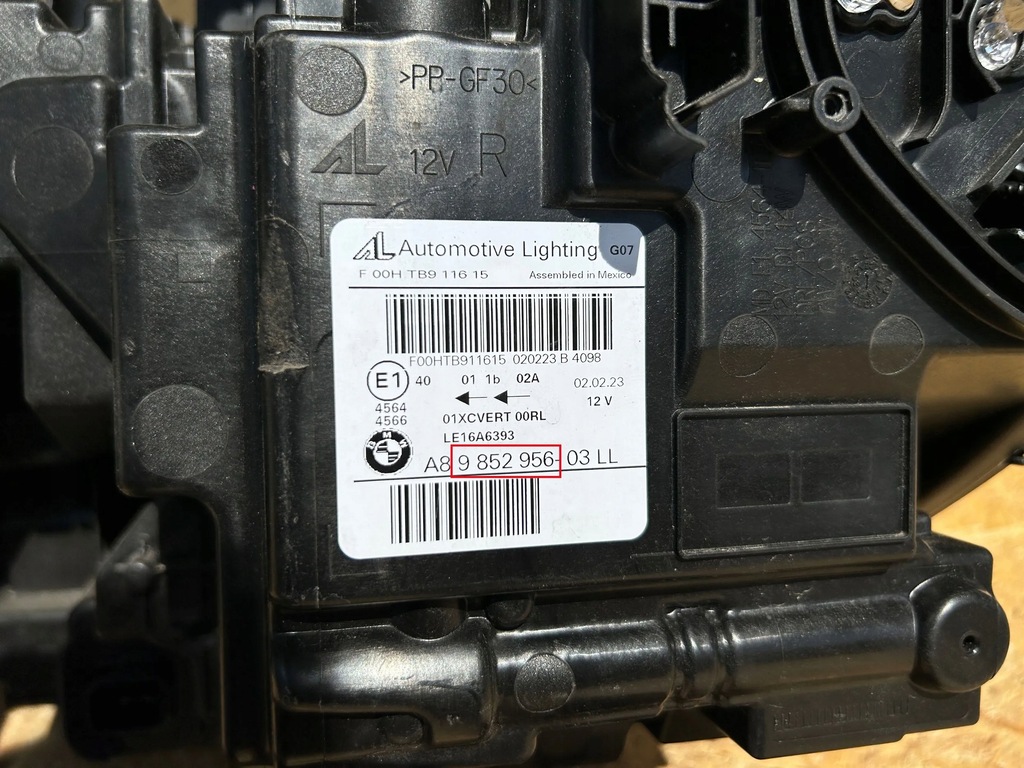 >PP-GF30<
AL 12V R
AL Automotive Lighting G07
F 00H TB9 116 15 Assembled in Mexico
F00HTB911615 020223 B 4098
E1 40 01 1b 02A 02.02.23
12 V
4564
4566
01XCVERT 00RL
LE16A6393
BMW
A8 9 852 956-03 LL